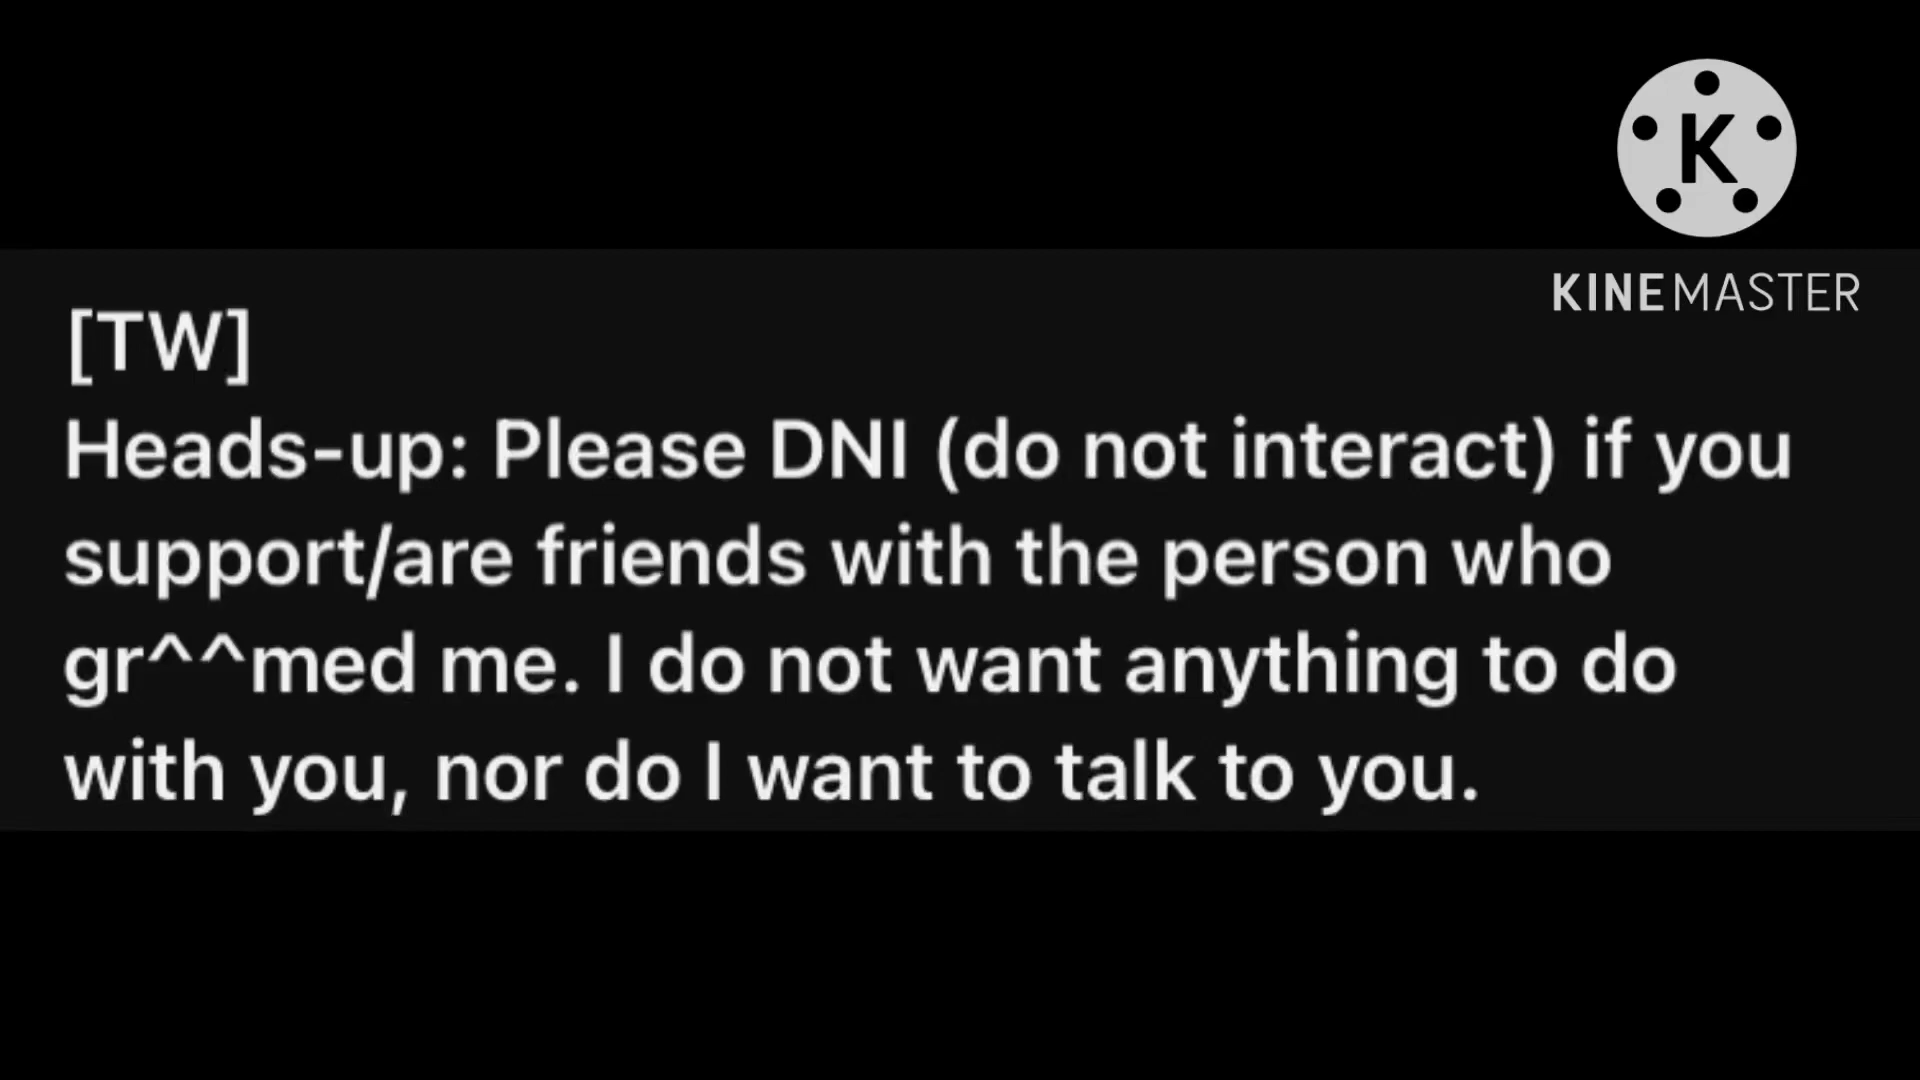 K
KINEMASTER
[TW]
Heads-up: Please DNI (do not interact) if you
support/are friends with the person who
gr^^med me. I do not want anything to do
with you, nor do I want to talk to you.